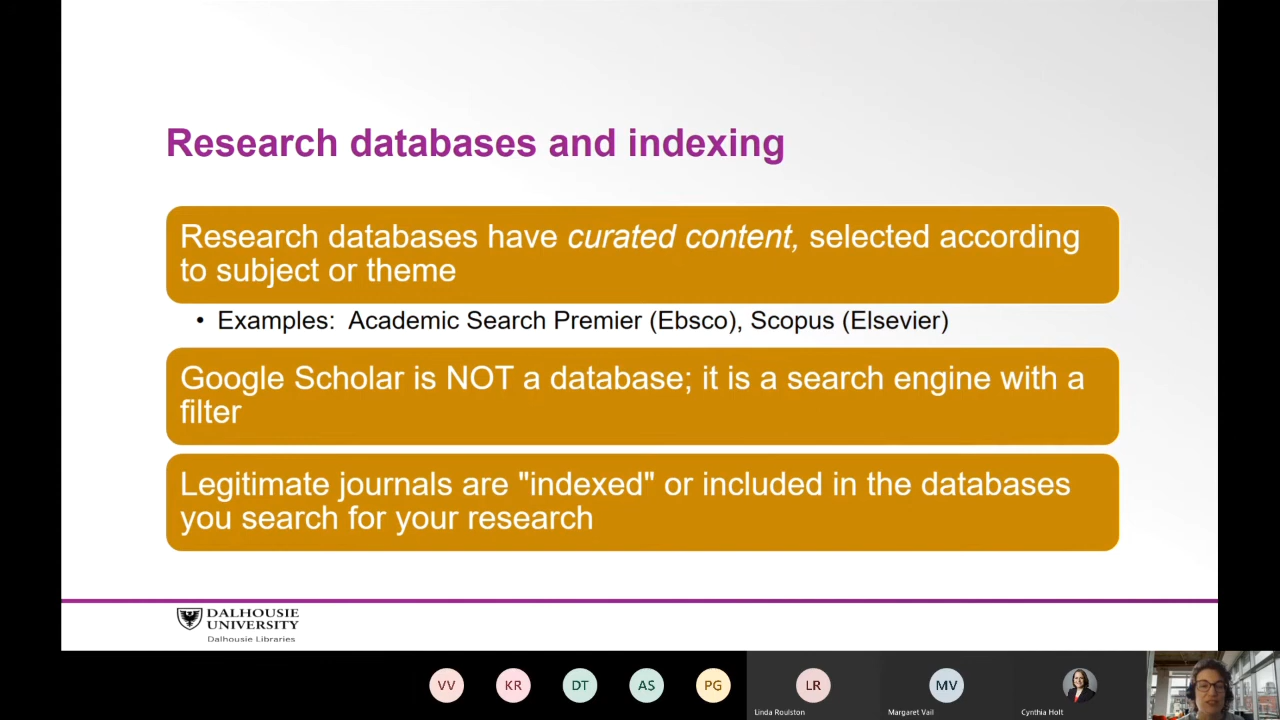 Research databases and indexing
Research databases have curated content, selected according
to subject or theme
• Examples:  Academic Search Premier (Ebsco), Scopus (Elsevier)
Google Scholar is NOT a database; it is a search engine with a
filter
Legitimate journals are "indexed" or included in the databases
you search for your research
DALHOUSIE
UNIVERSITY
Dalhousie Libraries
VV KR DT AS PG LR MV
Linda Roulston Margaret Vail Cynthia Holt